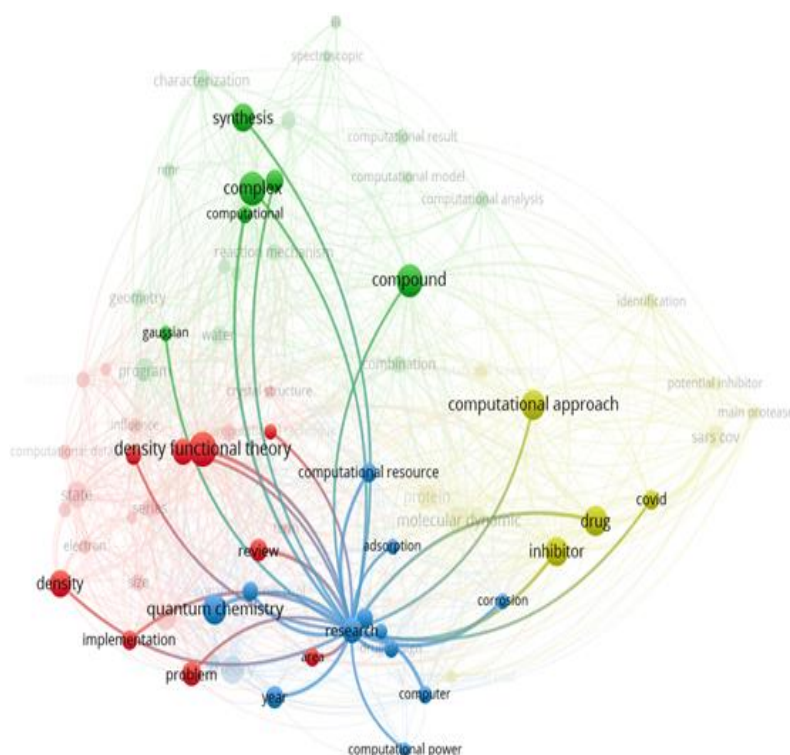 spectroscopic
characterization
synthesis
computational result
nmr
computational model
complex
computational analysis
computational
reaction mechanism
compound
geometry
identification
gaussian
water
combination
program
potential inhibitor
crystal structure
computational approach
main protease
influence
sars cov
density functional theory
computational resource
state
protein
covid
series
molecular dynamic
drug
electron
adsorption
review
inhibitor
density
size
quantum chemistry
corrosion
implementation
research
area
problem
year
computer
computational power